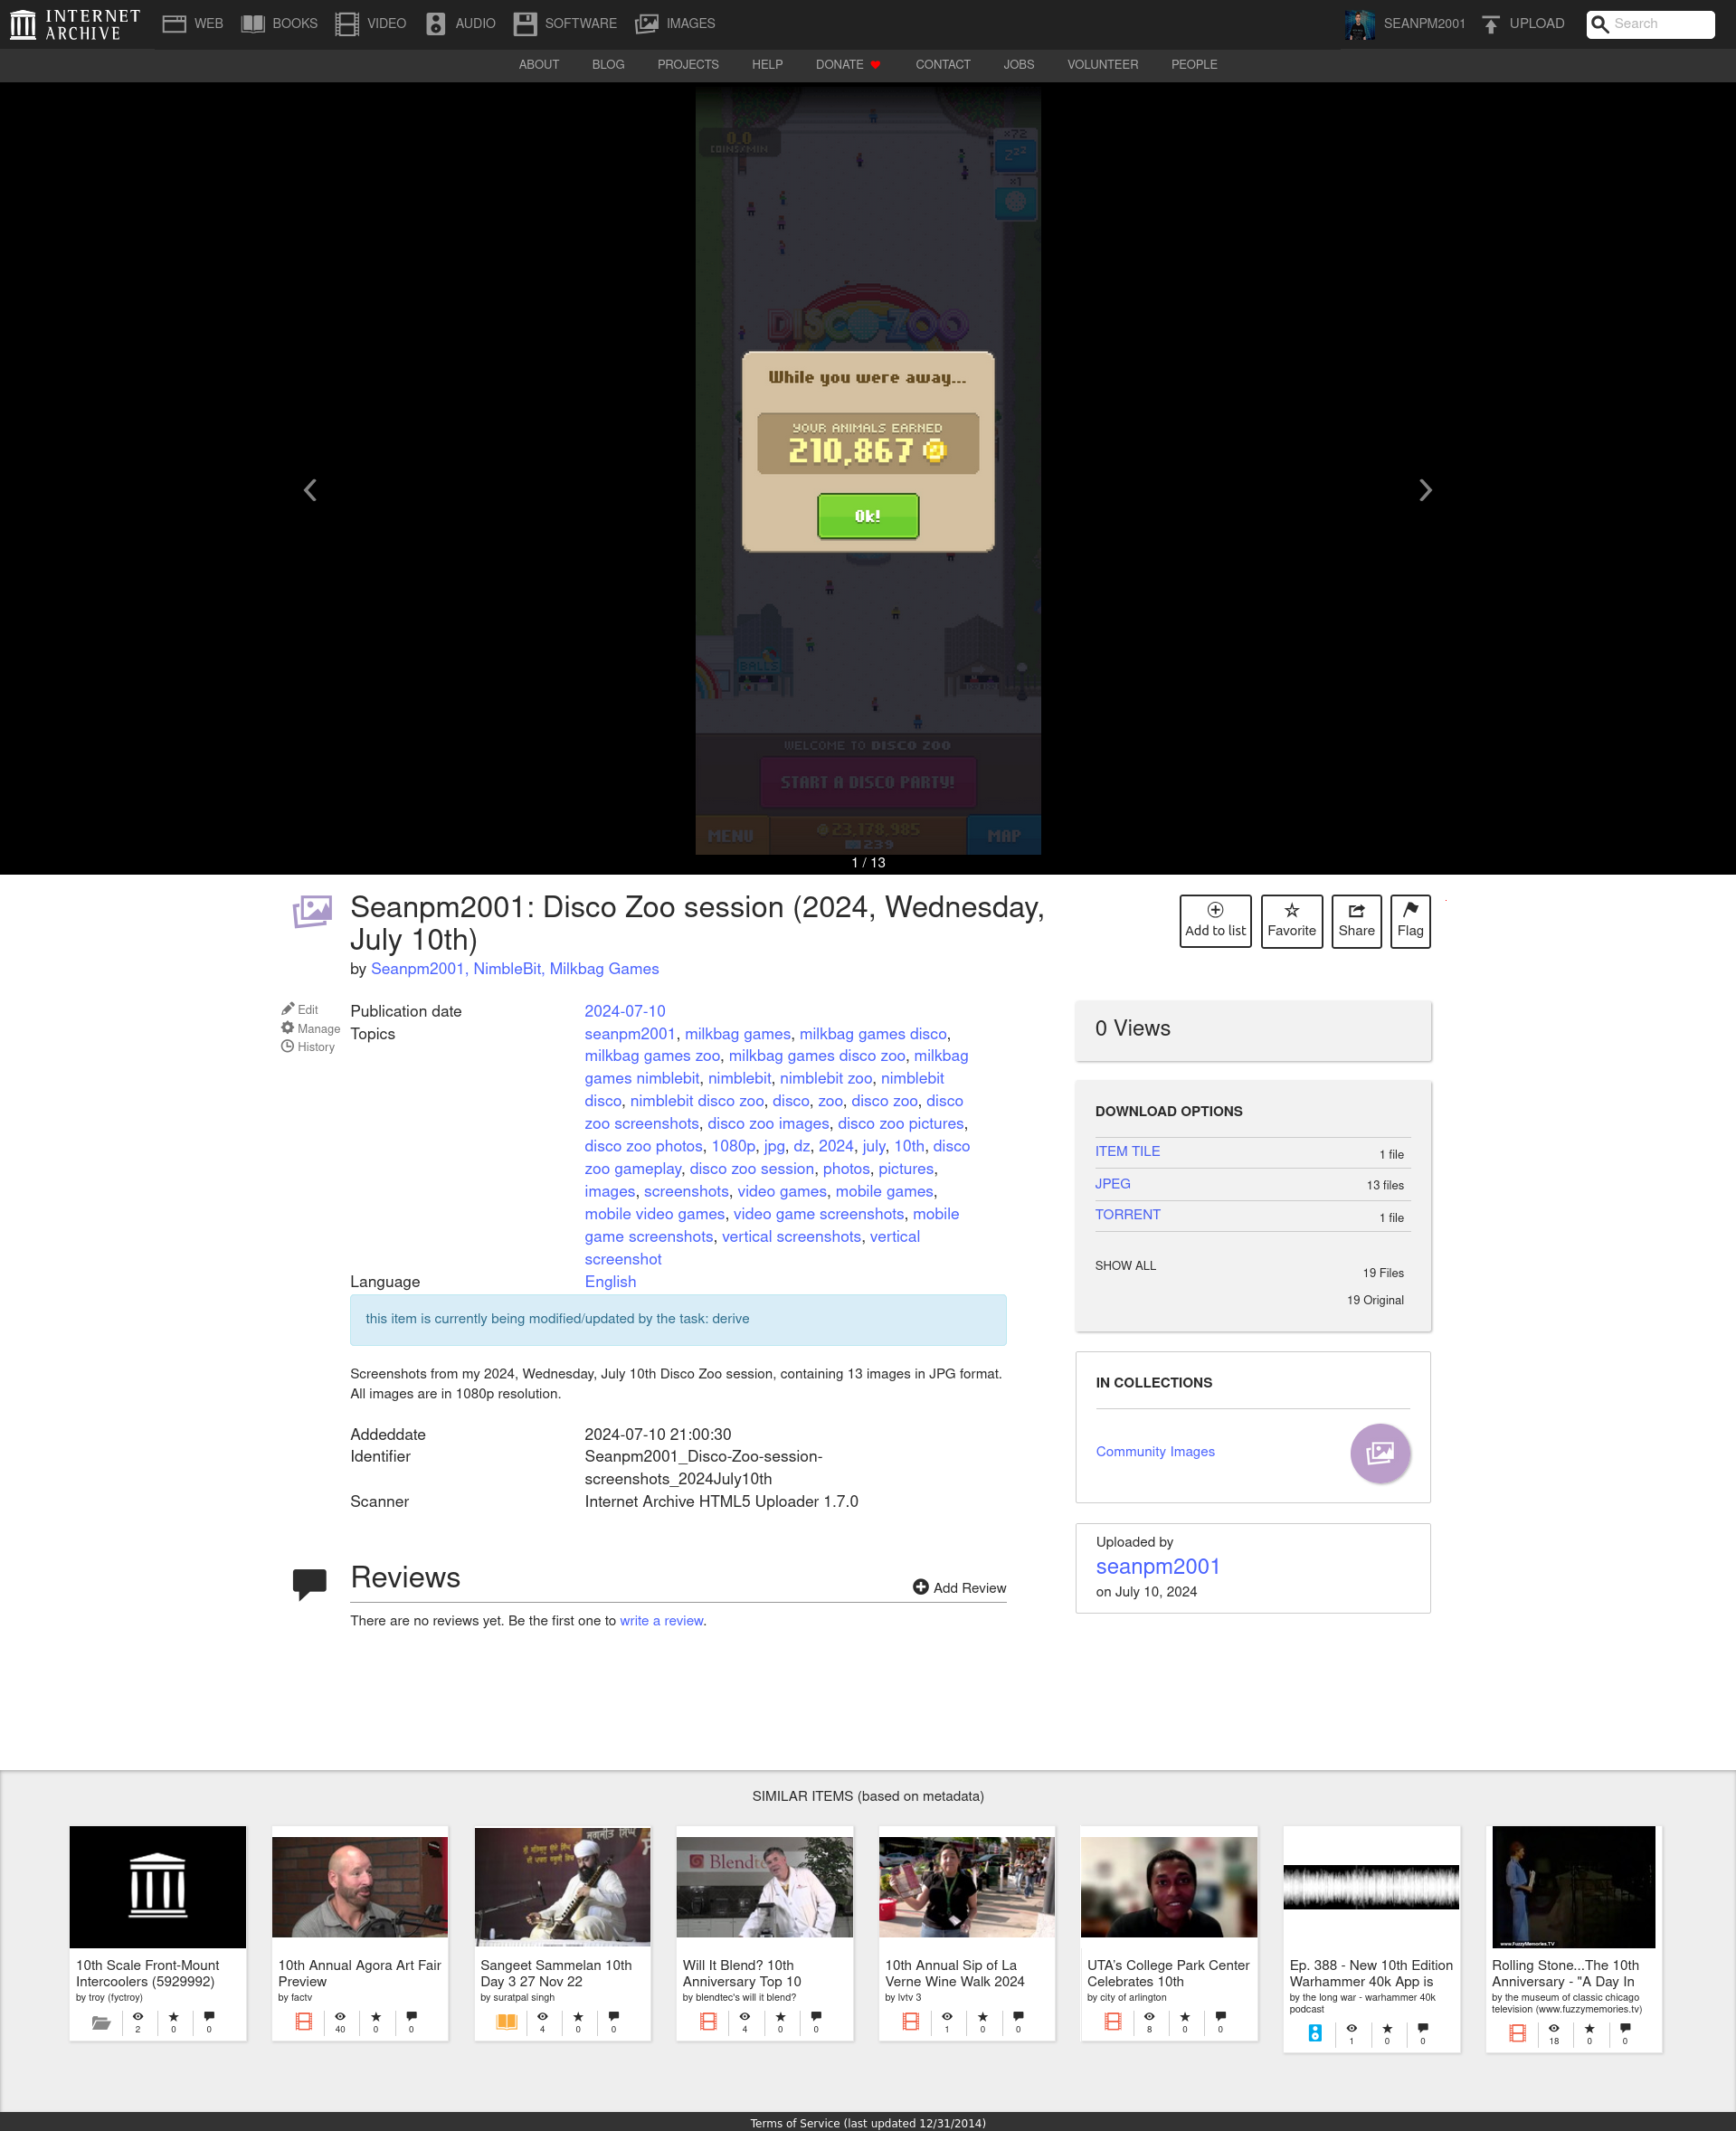 INTERNET
ARCHIVE
WEB
BOOKS
VIDEO
AUDIO
SOFTWARE
IMAGES
SEANPM2001
UPLOAD
Search
ABOUT
BLOG
PROJECTS
HELP
DONATE
CONTACT
JOBS
VOLUNTEER
PEOPLE
0.0
COINS/MIN
x72
zzz
x1
DISCO ZOO
While you were away...
YOUR ANIMALS EARNED
210,867
Ok!
BALLS
WELCOME TO DISCO ZOO
START A DISCO PARTY!
MENU
23,178,985
239
MAP
1 / 13
Seanpm2001: Disco Zoo session (2024, Wednesday,
July 10th)
by Seanpm2001, NimbleBit, Milkbag Games
Add to list
Favorite
Share
Flag
Edit
Manage
History
Publication date 2024-07-10
Topics seanpm2001, milkbag games, milkbag games disco,
milkbag games zoo, milkbag games disco zoo, milkbag
games nimblebit, nimblebit, nimblebit zoo, nimblebit
disco, nimblebit disco zoo, disco, zoo, disco zoo, disco
zoo screenshots, disco zoo images, disco zoo pictures,
disco zoo photos, 1080p, jpg, dz, 2024, july, 10th, disco
zoo gameplay, disco zoo session, photos, pictures,
images, screenshots, video games, mobile games,
mobile video games, video game screenshots, mobile
game screenshots, vertical screenshots, vertical
screenshot
Language English
this item is currently being modified/updated by the task: derive
Screenshots from my 2024, Wednesday, July 10th Disco Zoo session, containing 13 images in JPG format.
All images are in 1080p resolution.
Addeddate 2024-07-10 21:00:30
Identifier Seanpm2001_Disco-Zoo-session-
screenshots_2024July10th
Scanner Internet Archive HTML5 Uploader 1.7.0
Reviews
Add Review
There are no reviews yet. Be the first one to write a review.
0 Views
DOWNLOAD OPTIONS
ITEM TILE 1 file
JPEG 13 files
TORRENT 1 file
SHOW ALL 19 Files
19 Original
IN COLLECTIONS
Community Images
Uploaded by
seanpm2001
on July 10, 2024
SIMILAR ITEMS (based on metadata)
10th Scale Front-Mount
Intercoolers (5929992)
by troy (fyctroy)
2 0 0
10th Annual Agora Art Fair
Preview
by factv
40 0 0
Sangeet Sammelan 10th
Day 3 27 Nov 22
by suratpal singh
4 0 0
Blendte
Will It Blend? 10th
Anniversary Top 10
by blendtec's will it blend?
4 0 0
10th Annual Sip of La
Verne Wine Walk 2024
by lvtv 3
1 0 0
UTA's College Park Center
Celebrates 10th
by city of arlington
8 0 0
Ep. 388 - New 10th Edition
Warhammer 40k App is
by the long war - warhammer 40k
podcast
1 0 0
www.FuzzyMemories.TV
Rolling Stone...The 10th
Anniversary - "A Day In
by the museum of classic chicago
television (www.fuzzymemories.tv)
18 0 0
Terms of Service (last updated 12/31/2014)